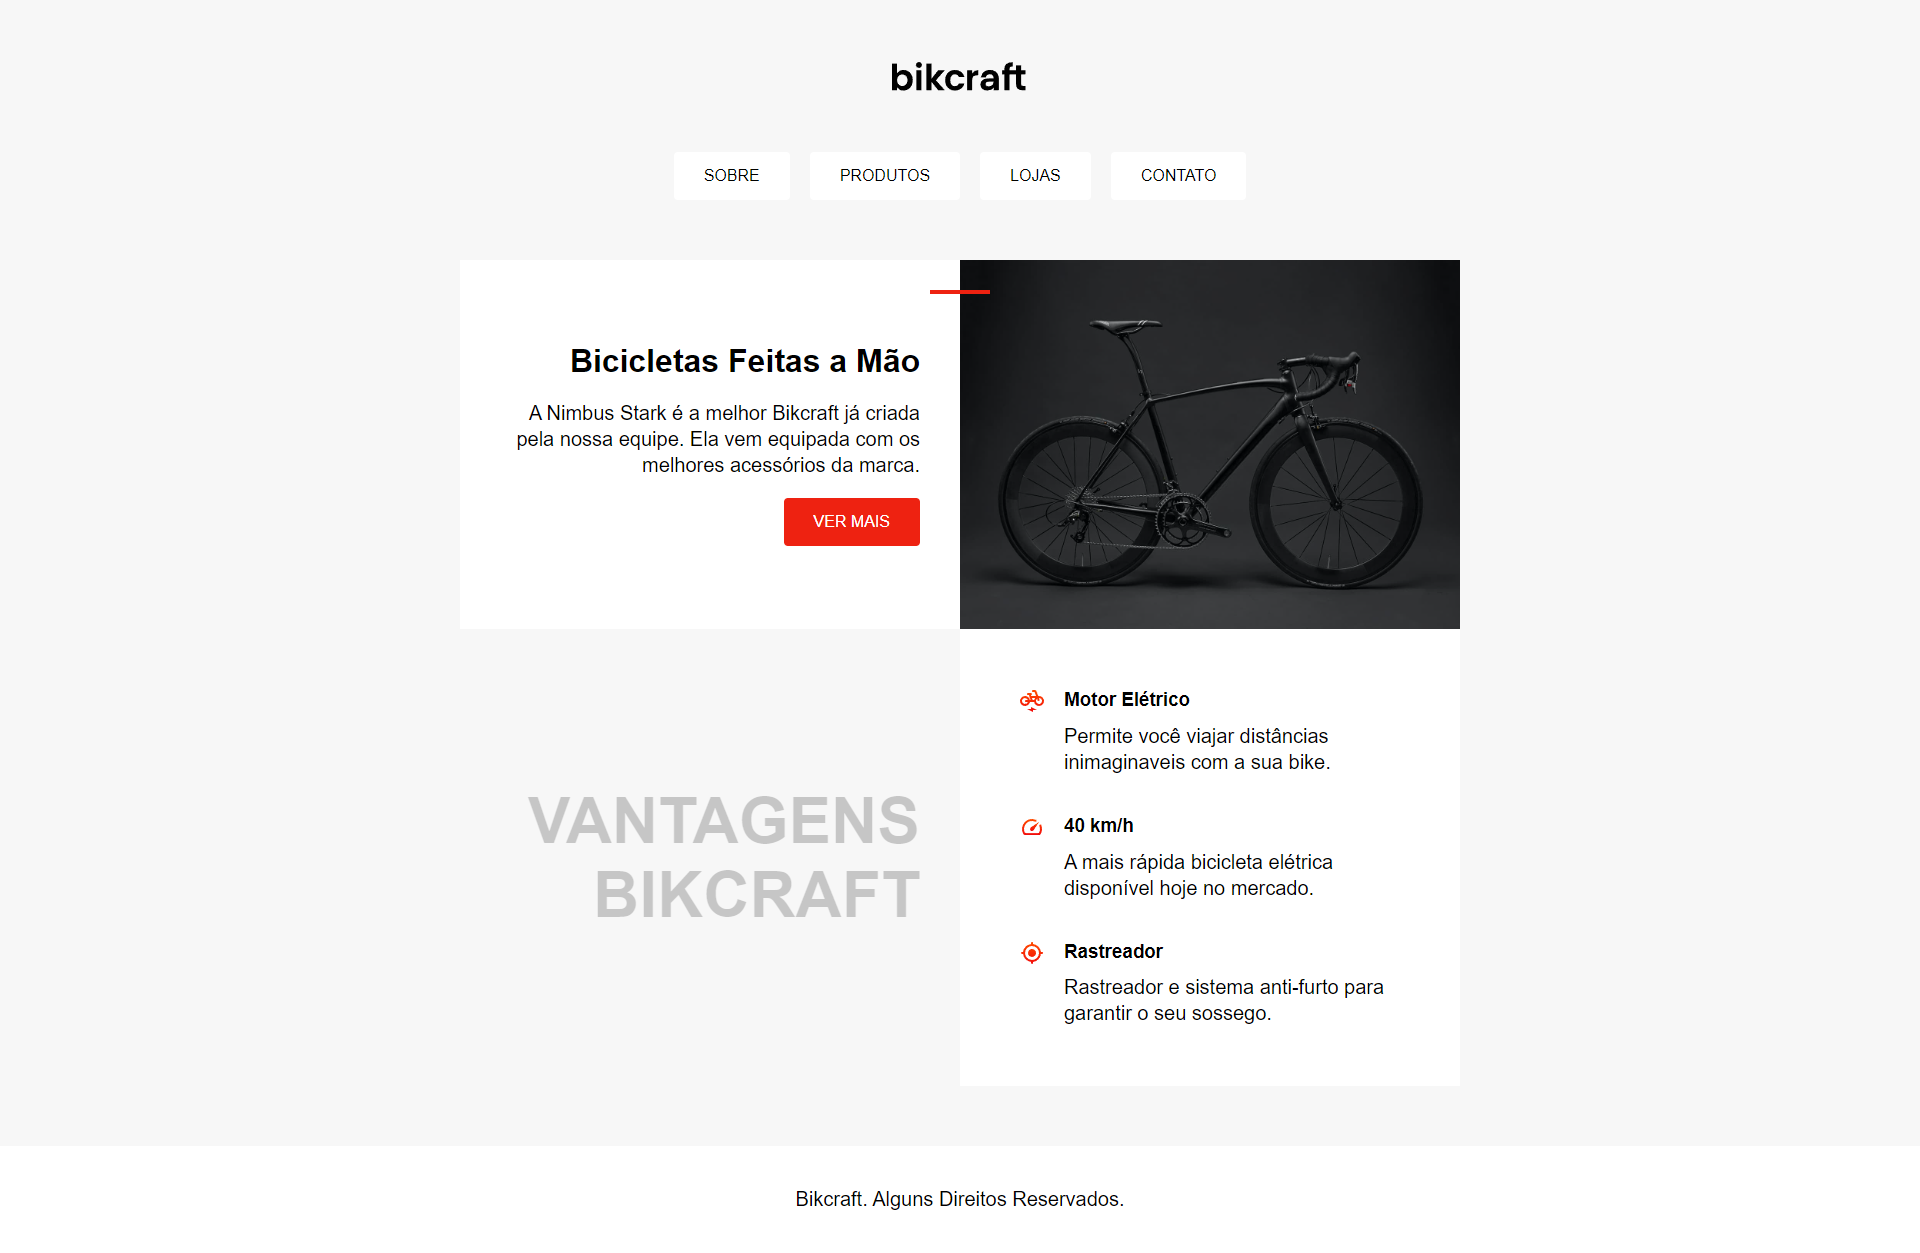 bikcraft
SOBRE
PRODUTOS
LOJAS
CONTATO
Bicicletas Feitas a Mão
A Nimbus Stark é a melhor Bikcraft já criada
pela nossa equipe. Ela vem equipada com os
melhores acessórios da marca.
VER MAIS
VANTAGENS
BIKCRAFT
Motor Elétrico
Permite você viajar distâncias
inimaginaveis com a sua bike.
40 km/h
A mais rápida bicicleta elétrica
disponível hoje no mercado.
Rastreador
Rastreador e sistema anti-furto para
garantir o seu sossego.
Bikcraft. Alguns Direitos Reservados.